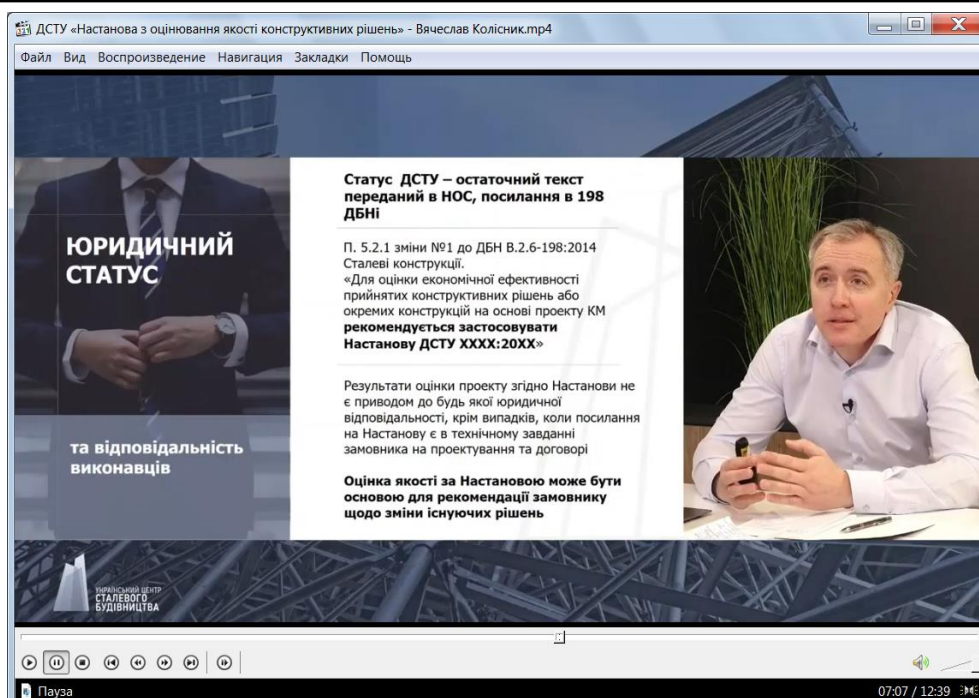 ДСТУ «Настанова з оцінювання якості конструктивних рішень» - Вячеслав Колісник.mp4
Файл Вид Воспроизведение Навигация Закладки Помощь
ЮРИДИЧНИЙ
СТАТУС
та відповідальність
виконавців
Статус ДСТУ – остаточний текст
переданий в НОС, посилання в 198
ДБНі
П. 5.2.1 зміни №1 до ДБН В.2.6-198:2014
Сталеві конструкції.
«Для оцінки економічної ефективності
прийнятих конструктивних рішень або
окремих конструкцій на основі проекту КМ
рекомендується застосовувати
Настанову ДСТУ ХХХХ:20ХХ»
Результати оцінки проекту згідно Настанови не
є приводом до будь якої юридичної
відповідальності, крім випадків, коли посилання
на Настанову є в технічному завданні
замовника на проектування та договорі
Оцінка якості за Настановою може бути
основою для рекомендації замовнику
щодо зміни існуючих рішень
УКРАЇНСЬКИЙ ЦЕНТР
СТАЛЕВОГО
БУДІВНИЦТВА
Пауза
07:07 / 12:39